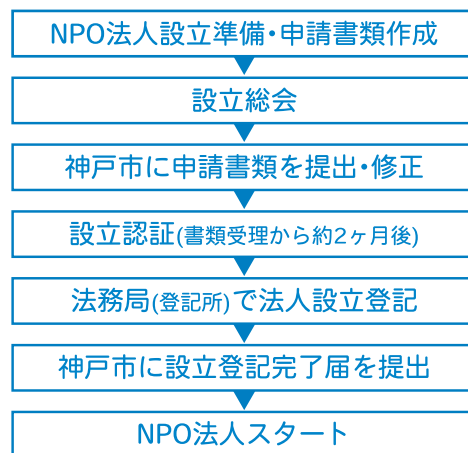 NPO法人設立準備・申請書類作成
設立総会
神戸市に申請書類を提出・修正
設立認証(書類受理から約2ヶ月後)
法務局(登記所)で法人設立登記
神戸市に設立登記完了届を提出
NPO法人スタート